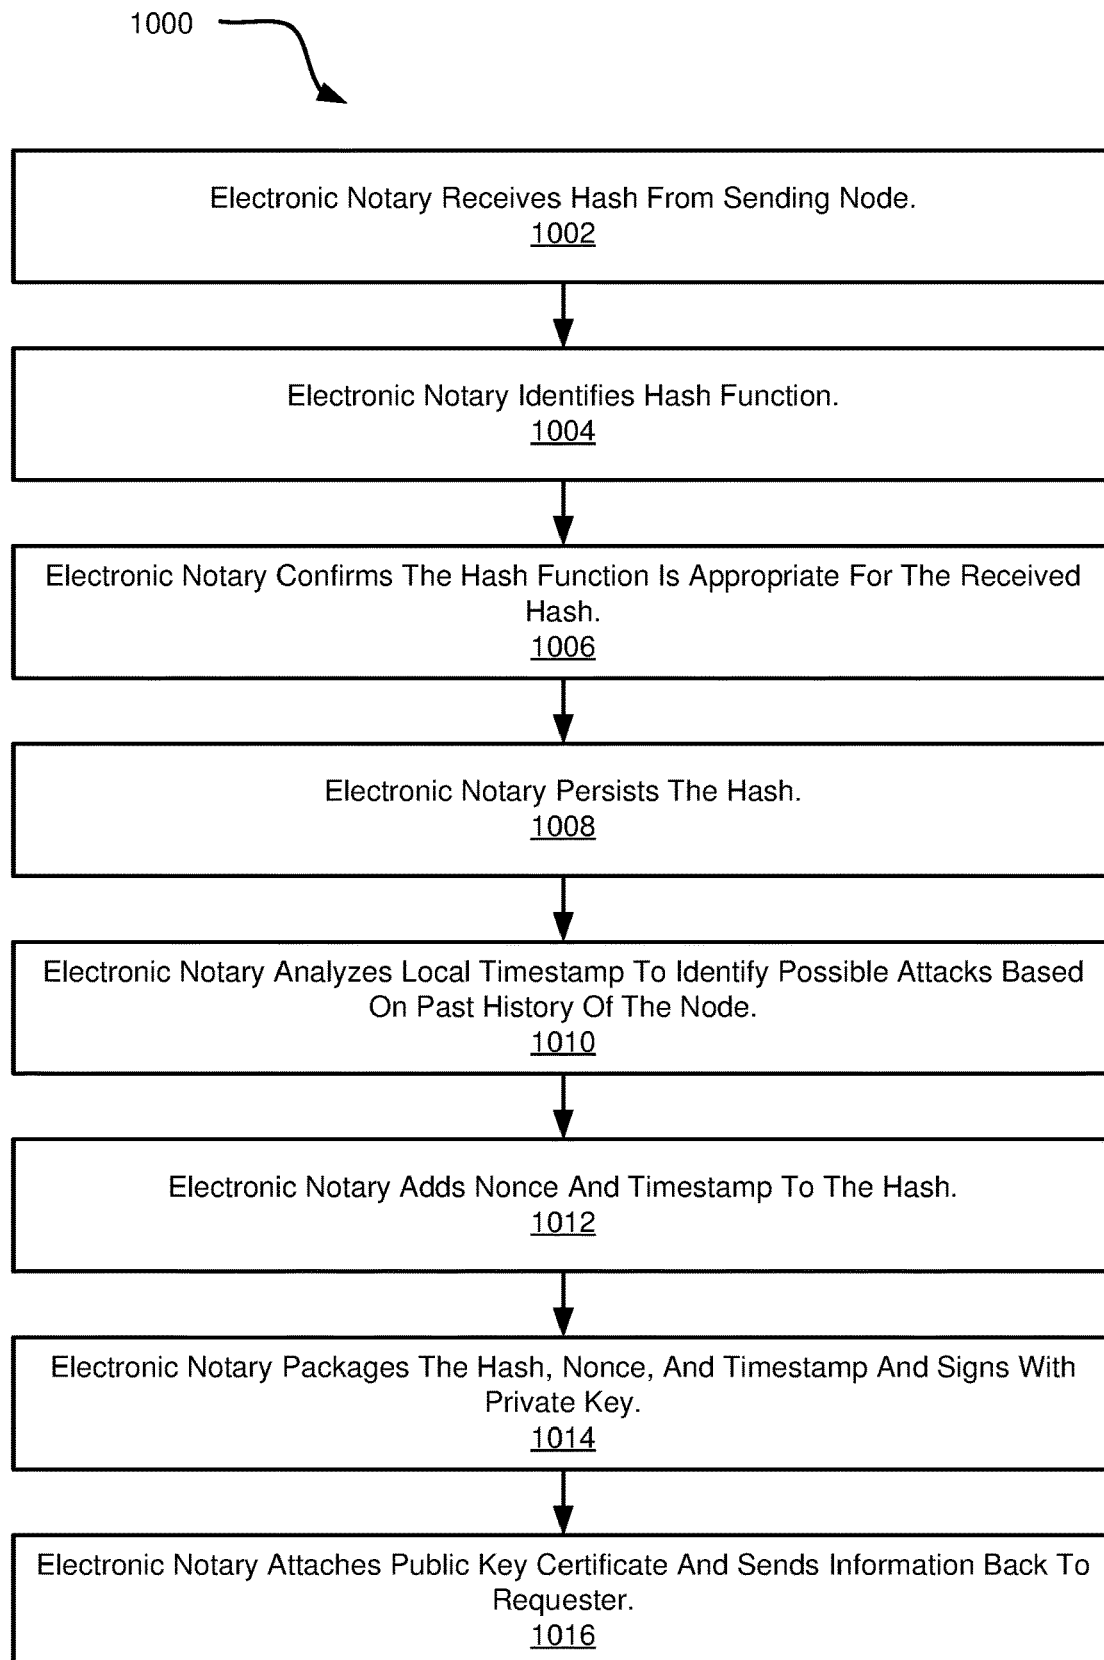 1000
Electronic Notary Receives Hash From Sending Node.
1002
Electronic Notary Identifies Hash Function.
1004
Electronic Notary Confirms The Hash Function Is Appropriate For The Received
Hash.
1006
Electronic Notary Persists The Hash.
1008
Electronic Notary Analyzes Local Timestamp To Identify Possible Attacks Based
On Past History Of The Node.
1010
Electronic Notary Adds Nonce And Timestamp To The Hash.
1012
Electronic Notary Packages The Hash, Nonce, And Timestamp And Signs With
Private Key.
1014
Electronic Notary Attaches Public Key Certificate And Sends Information Back To
Requester.
1016